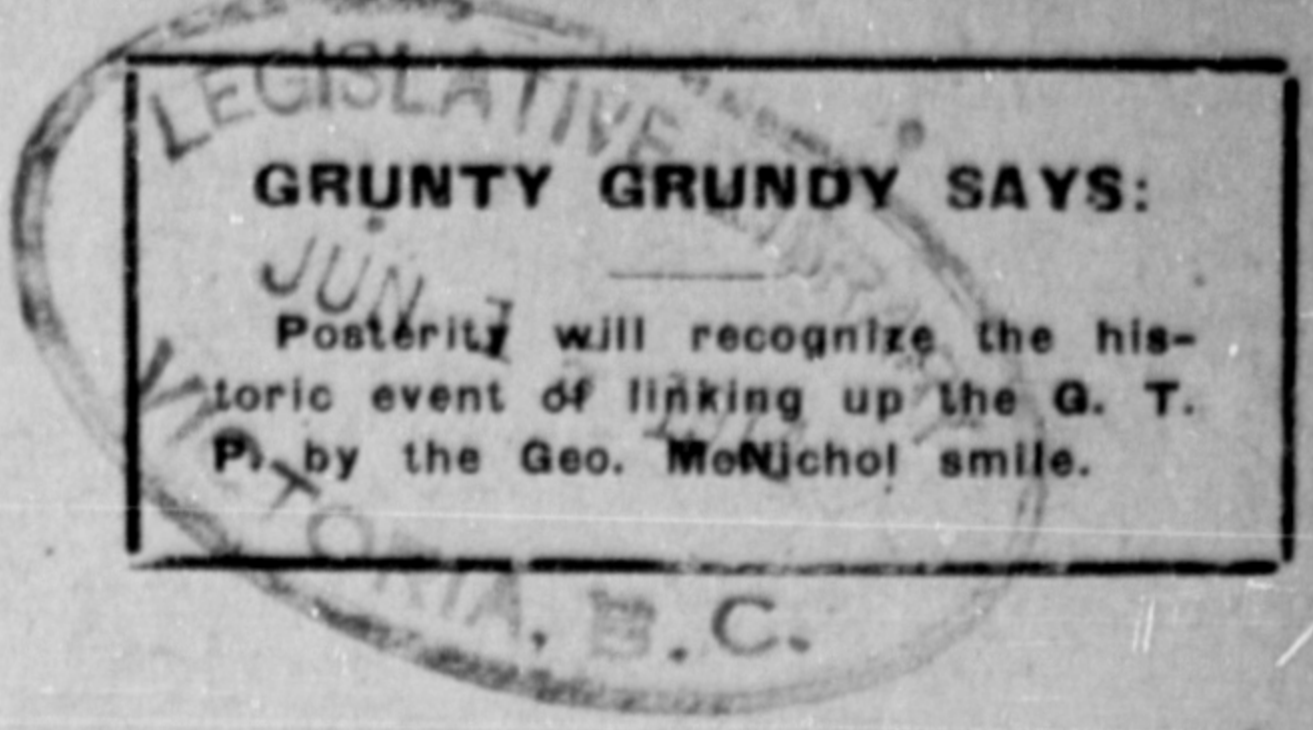 LEGISLATIVE
GRUNTY GRUNDY SAYS:
JUN
Posterity will recognize the his-
toric event of linking up the G. T.
P. by the Geo. McNichol smile.
VICTORIA, B.C.